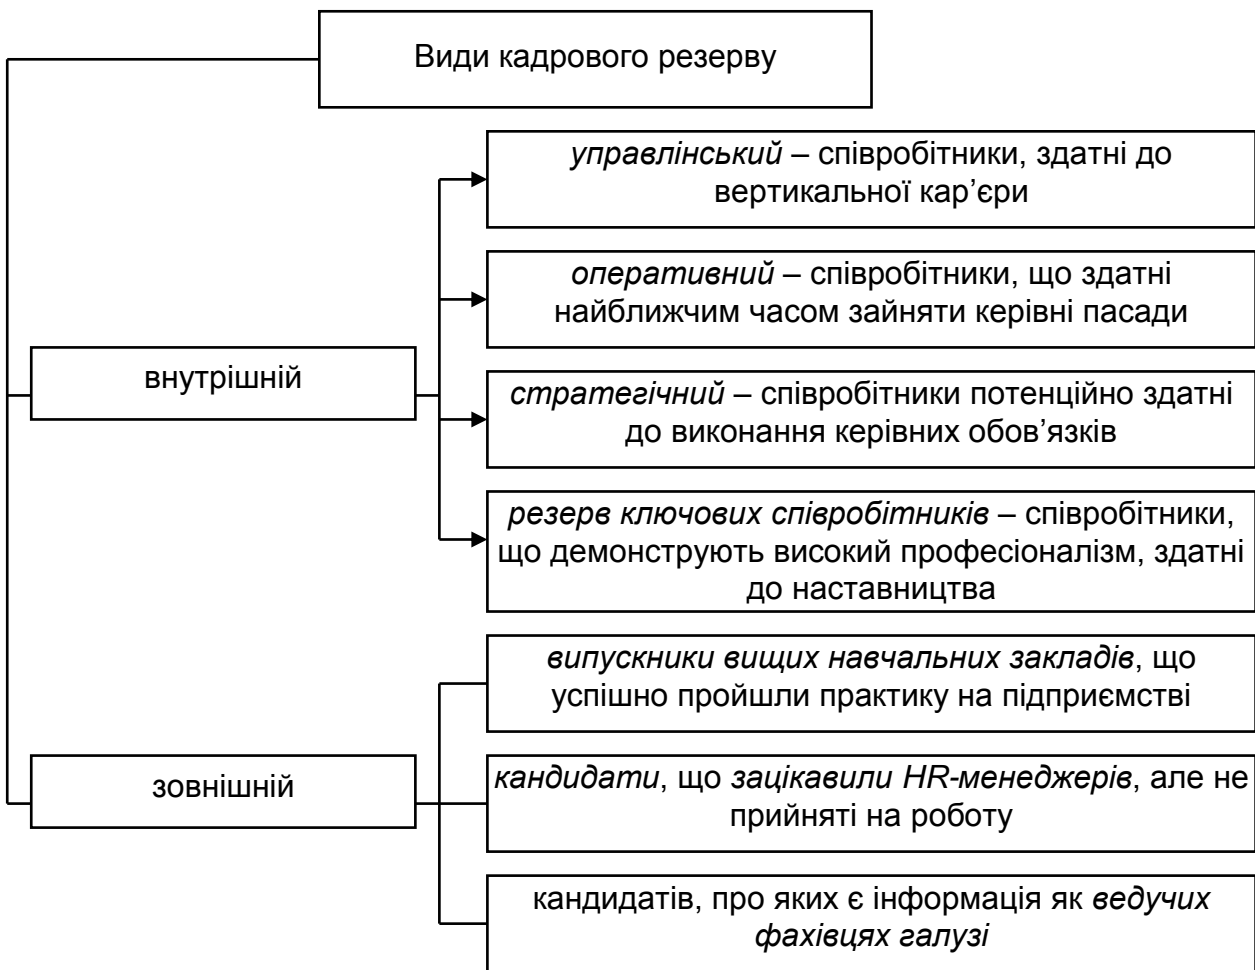 Види кадрового резерву
управлінський – співробітники, здатні до
вертикальної кар’єри
оперативний – співробітники, що здатні
найближчим часом зайняти керівні пасади
внутрішній
стратегічний – співробітники потенційно здатні
до виконання керівних обов’язків
резерв ключових співробітників – співробітники,
що демонструють високий професіоналізм, здатні
до наставництва
випускники вищих навчальних закладів, що
успішно пройшли практику на підприємстві
зовнішній
кандидати, що зацікавили HR-менеджерів, але не
прийняті на роботу
кандидатів, про яких є інформація як ведучих
фахівцях галузі